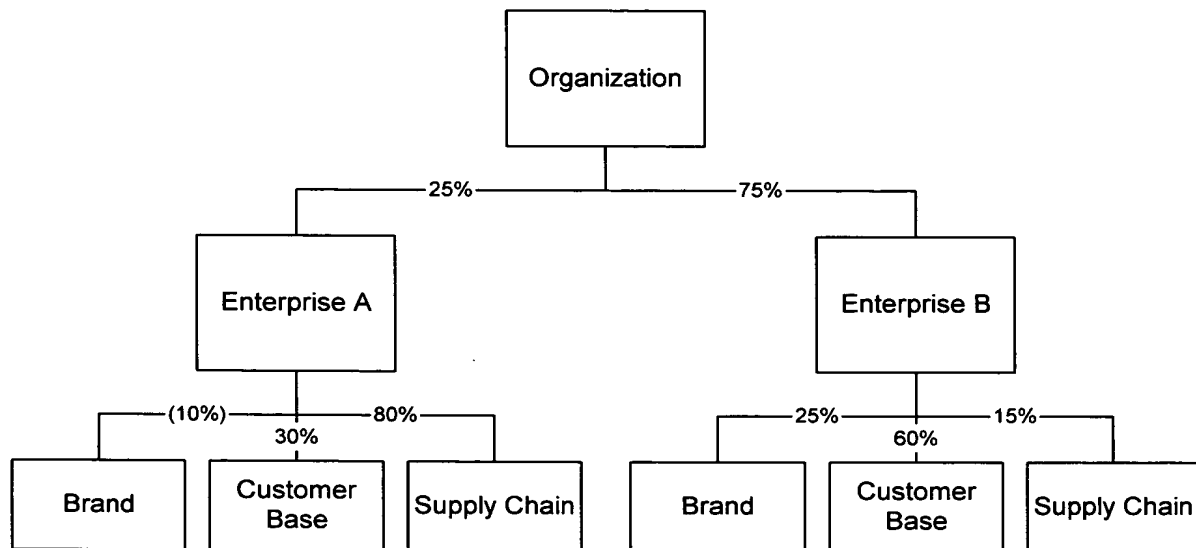 Organization
25%
75%
Enterprise A
Enterprise B
(10%)
80%
30%
25%
15%
60%
Brand
Customer
Base
Supply Chain
Brand
Customer
Base
Supply Chain